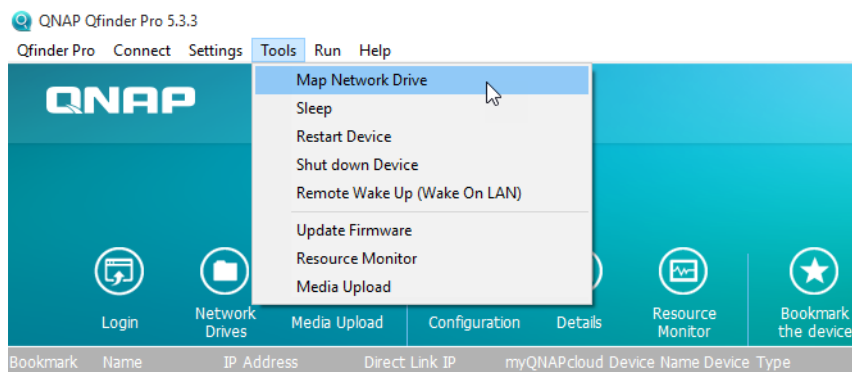 QNAP Qfinder Pro 5.3.3
Qfinder Pro Connect Settings Tools Run Help
QNAP
Map Network Drive
Sleep
Restart Device
Shut down Device
Remote Wake Up (Wake On LAN)
Update Firmware
Resource Monitor
Media Upload
Login
Network
Drives
Media Upload
Configuration
Details
Resource
Monitor
Bookmark
the device
Bookmark Name IP Address Direct Link IP myQNAPcloud Device Name Device Type